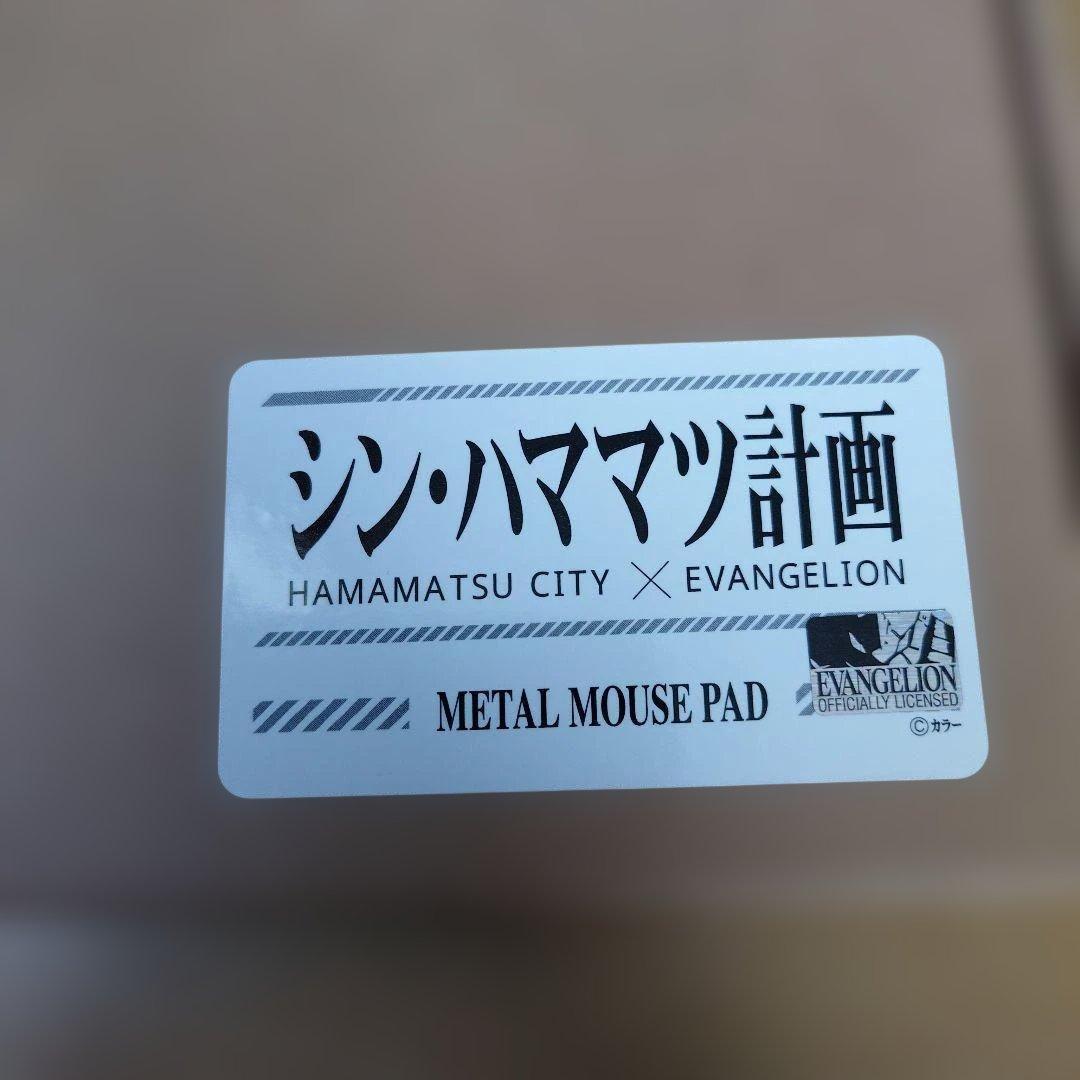 シン・ハママツ計画
HAMAMATSU CITY × EVANGELION
METAL MOUSE PAD
EVANGELION
OFFICIALLY LICENSED
©カラー